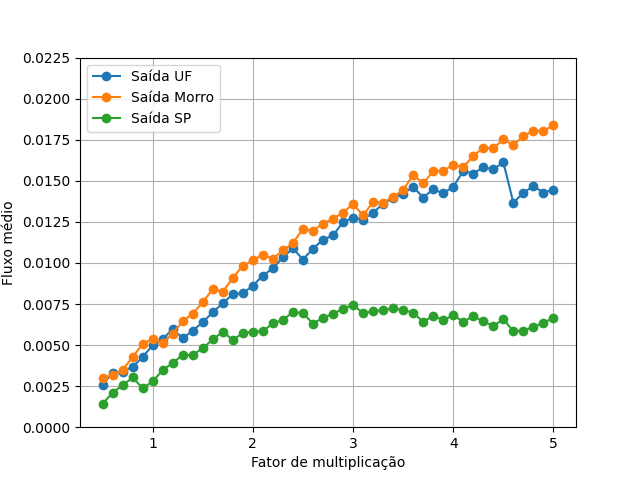 0.0225
0.0200
0.0175
0.0150
0.0125
0.0100
0.0075
0.0050
0.0025
0.0000
Fluxo médio
Saída UF
Saída Morro
Saída SP
1 2 3 4 5
Fator de multiplicação